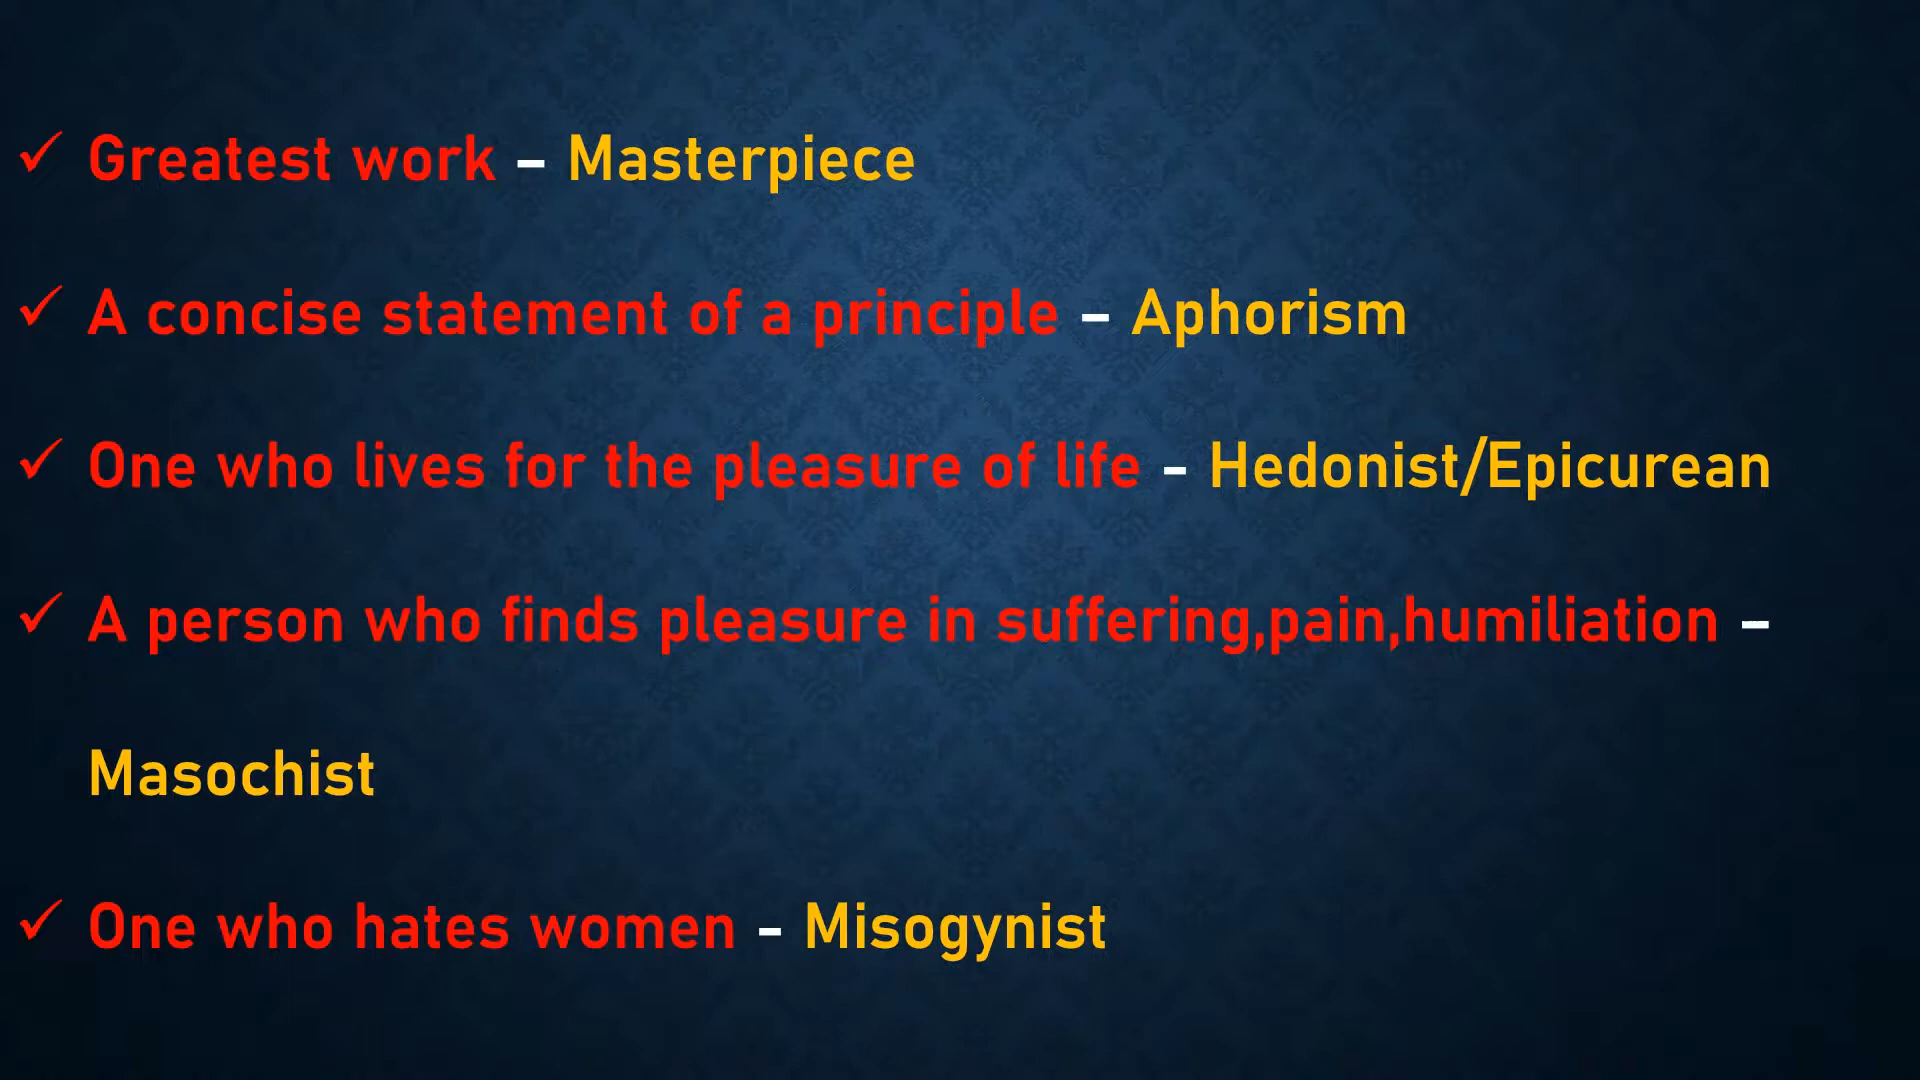 ✓ Greatest work – Masterpiece
✓ A concise statement of a principle – Aphorism
✓ One who lives for the pleasure of life - Hedonist/Epicurean
✓ A person who finds pleasure in suffering,pain,humiliation –
Masochist
✓ One who hates women - Misogynist